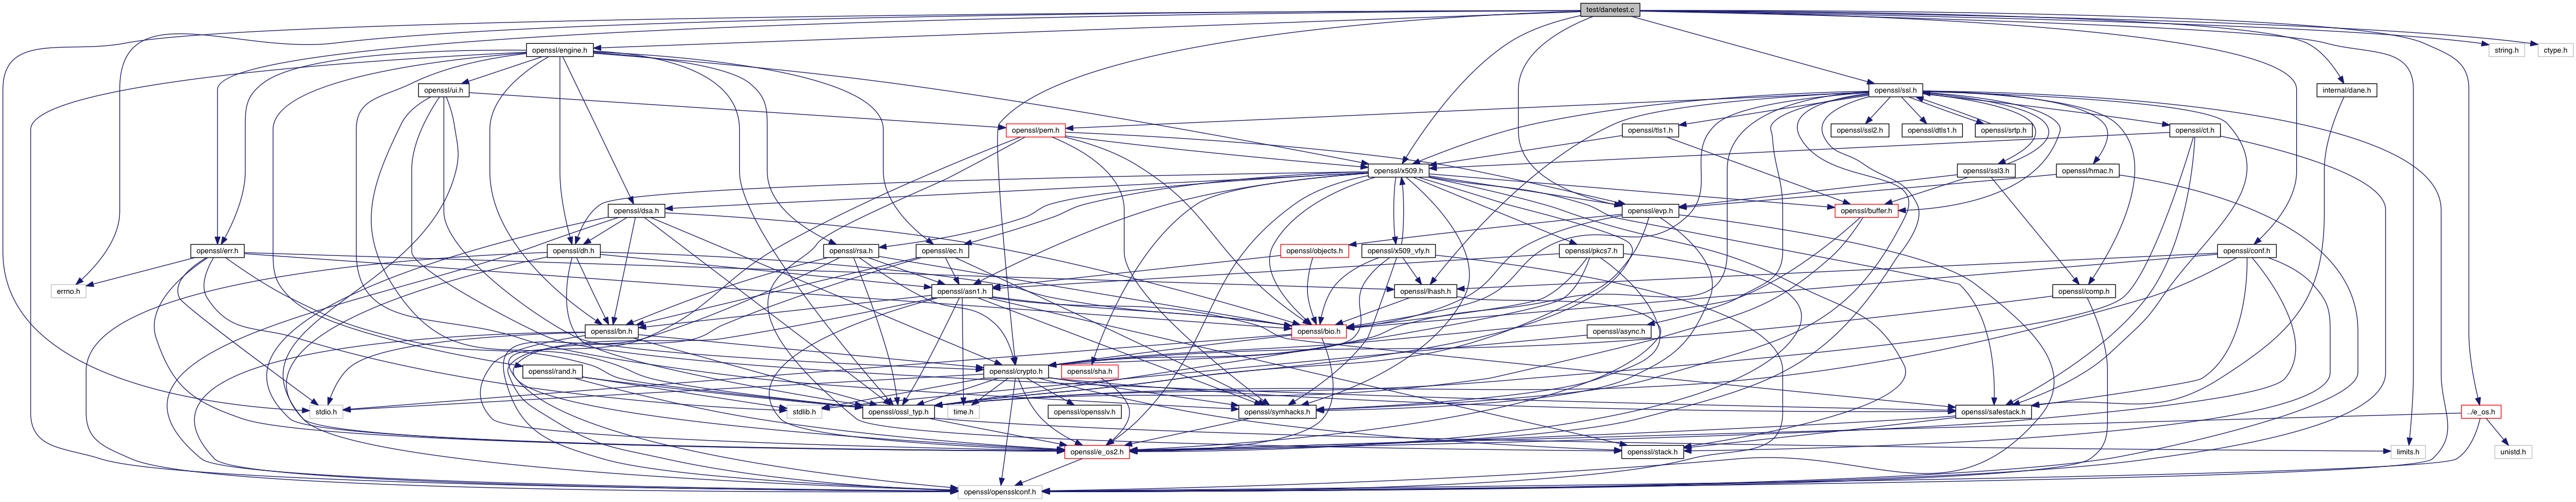 test/danetest.c
openssl/engine.h
string.h
ctype.h
openssl/ui.h
openssl/ssl.h
internal/dane.h
openssl/pem.h
openssl/tls1.h
openssl/ssl2.h
openssl/dtls1.h
openssl/srtp.h
openssl/ct.h
openssl/x509.h
openssl/ssl3.h
openssl/hmac.h
openssl/dsa.h
openssl/evp.h
openssl/buffer.h
openssl/err.h
openssl/dh.h
openssl/rsa.h
openssl/ec.h
openssl/objects.h
openssl/x509_vfy.h
openssl/pkcs7.h
openssl/conf.h
errno.h
openssl/asn1.h
openssl/lhash.h
openssl/comp.h
openssl/bn.h
openssl/bio.h
openssl/async.h
openssl/rand.h
openssl/crypto.h
openssl/sha.h
stdio.h
stdlib.h
openssl/ossl_typ.h
time.h
openssl/opensslv.h
openssl/symhacks.h
openssl/safestack.h
../e_os.h
openssl/e_os2.h
openssl/stack.h
limits.h
unistd.h
openssl/opensslconf.h